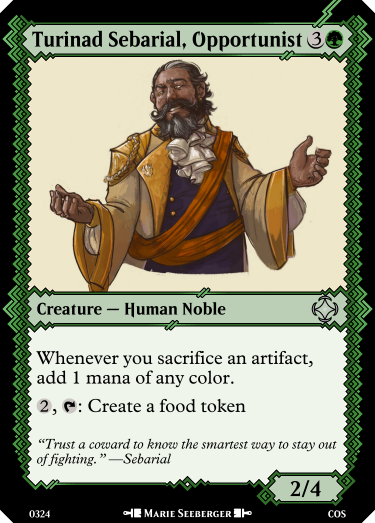 Turinad Sebarial, Opportunist 3
Creature — Human Noble
Whenever you sacrifice an artifact,
add 1 mana of any color.
2, : Create a food token
“Trust a coward to know the smartest way to stay out
of fighting.” —Sebarial
2/4
0324 Marie Seeberger COS